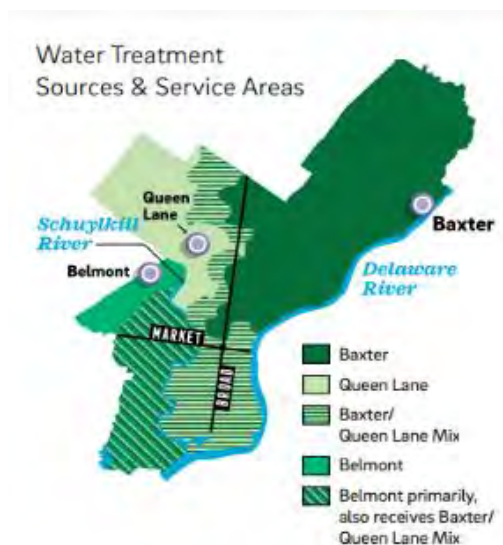 Water Treatment
Sources & Service Areas
Queen
Lane
Schuylkill
River
Belmont
Baxter
Delaware
River
MARKET
BROAD
Baxter
Queen Lane
Baxter/
Queen Lane Mix
Belmont
Belmont primarily,
also receives Baxter/
Queen Lane Mix